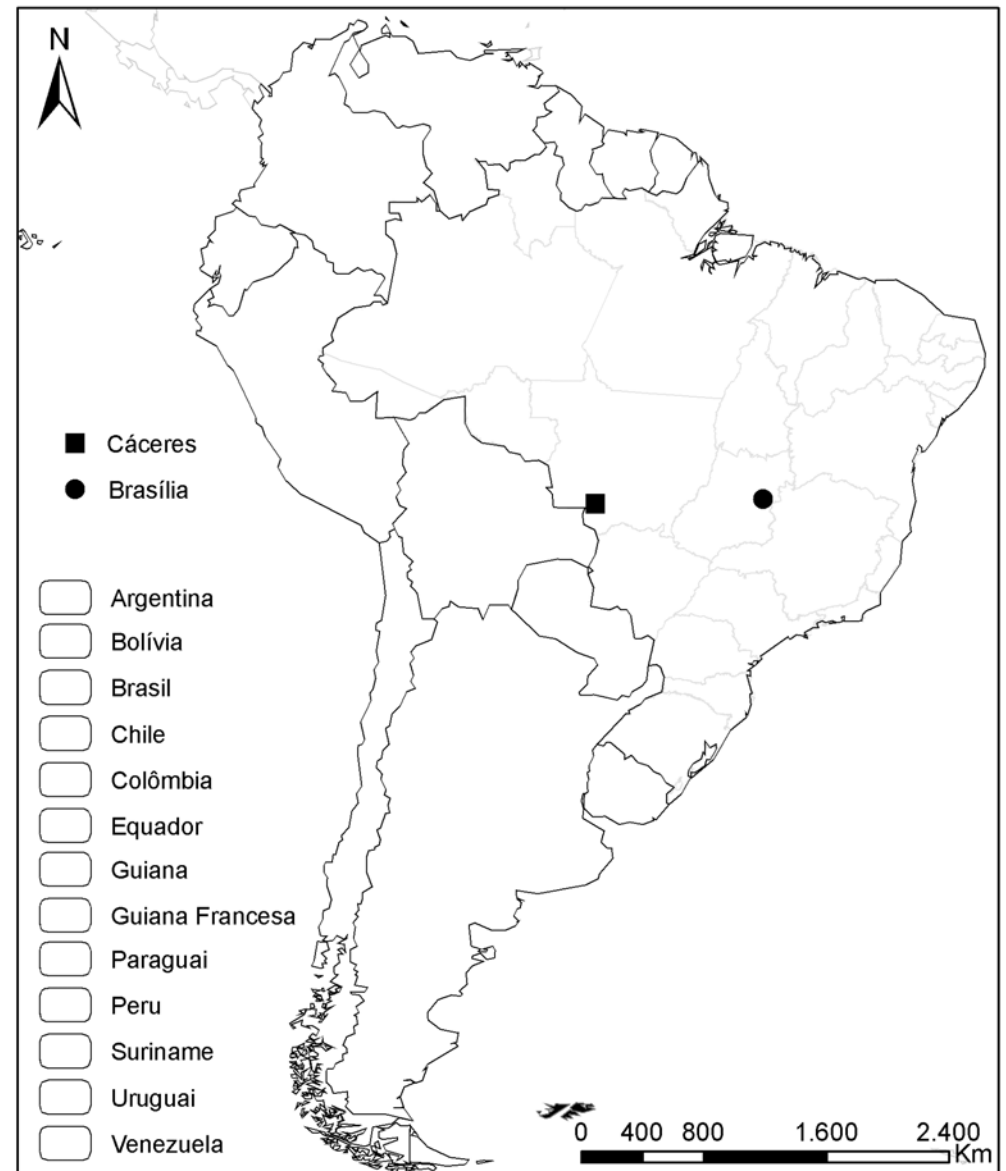 N
Cáceres
Brasília
Argentina
Bolívia
Brasil
Chile
Colômbia
Equador
Guiana
Guiana Francesa
Paraguai
Peru
Suriname
Uruguai
Venezuela
0 400 800 1.600 2.400
Km